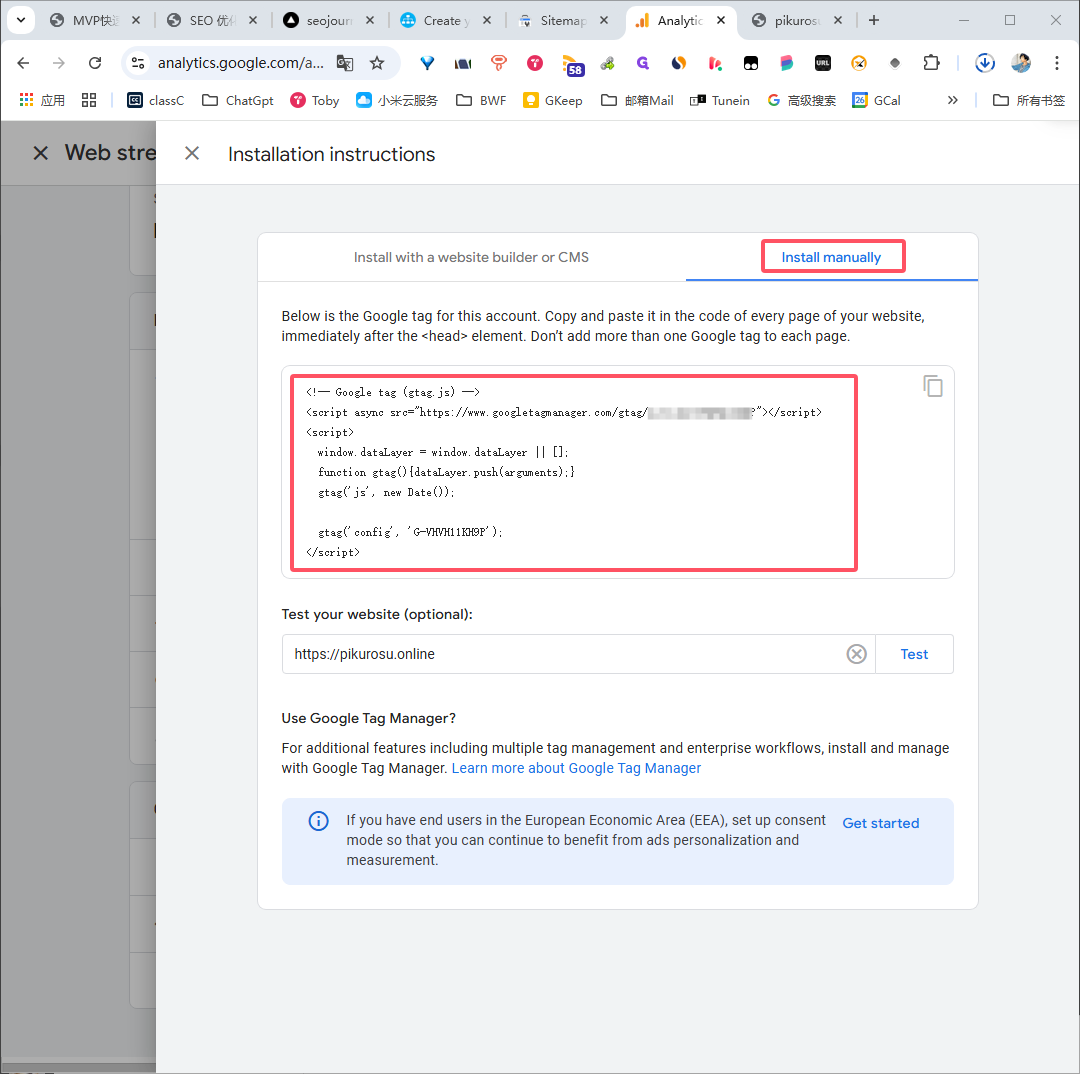 MVP快
SEO 优
seojour
Create y
Sitemap
Analytic
pikuros
analytics.google.com/a...
58
URL
应用
classC
ChatGpt
Toby
小米云服务
BWF
GKeep
邮箱Mail
Tunein
高级搜索
26
GCal
所有书签
Web stre
Installation instructions
Install with a website builder or CMS
Install manually
Below is the Google tag for this account. Copy and paste it in the code of every page of your website,
immediately after the <head> element. Don’t add more than one Google tag to each page.
<!-- Google tag (gtag.js) -->
<script async src="https://www.googletagmanager.com/gtag/ ?"></script>
<script>
window.dataLayer = window.dataLayer || [];
function gtag(){dataLayer.push(arguments);}
gtag('js', new Date());
gtag('config', 'G-VHVH11KH9P');
</script>
Test your website (optional):
https://pikurosu.online
Test
Use Google Tag Manager?
For additional features including multiple tag management and enterprise workflows, install and manage
with Google Tag Manager. Learn more about Google Tag Manager
If you have end users in the European Economic Area (EEA), set up consent
mode so that you can continue to benefit from ads personalization and
measurement.
Get started